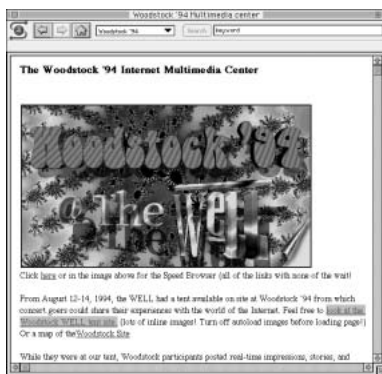 Woodstock '94 Multimedia center
Woodstock '94
Search
keyword
The Woodstock '94 Internet Multimedia Center
Woodstock '94
@ the WELL
Click here or in the image above for the Speed Browser (all of the links with none of the wait!
From August 12-14, 1994, the WELL had a tent available on site at Woodstock '94 from which
concert goers could share their experiences with the world of the Internet. Feel free to look at the
Woodstock WELL tent site. (lots of inline images! Turn off autoload images before loading page!)
Or a map of the Woodstock Site
While they were at our tent, Woodstock participants posted real-time impressions, stories, and